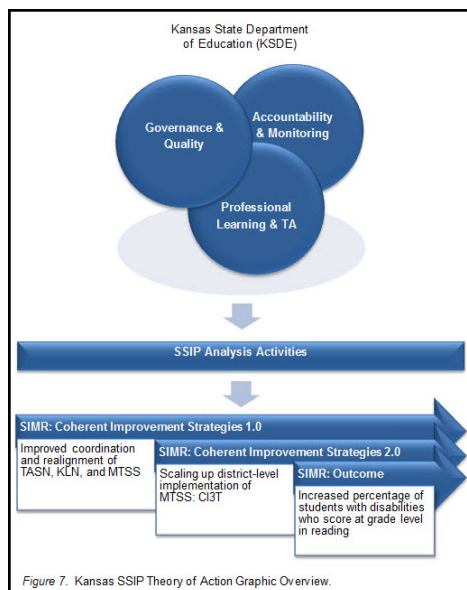 Kansas State Department
of Education (KSDE)
Governance &
Quality
Accountability
& Monitoring
Professional
Learning & TA
SSIP Analysis Activities
SIMR: Coherent Improvement Strategies 1.0
Improved coordination
and realignment of
TASN, KLN, and MTSS
SIMR: Coherent Improvement Strategies 2.0
Scaling up district-level
implementation of
MTSS: CI3T
SIMR: Outcome
Increased percentage of
students with disabilities
who score at grade level
in reading
Figure 7. Kansas SSIP Theory of Action Graphic Overview.